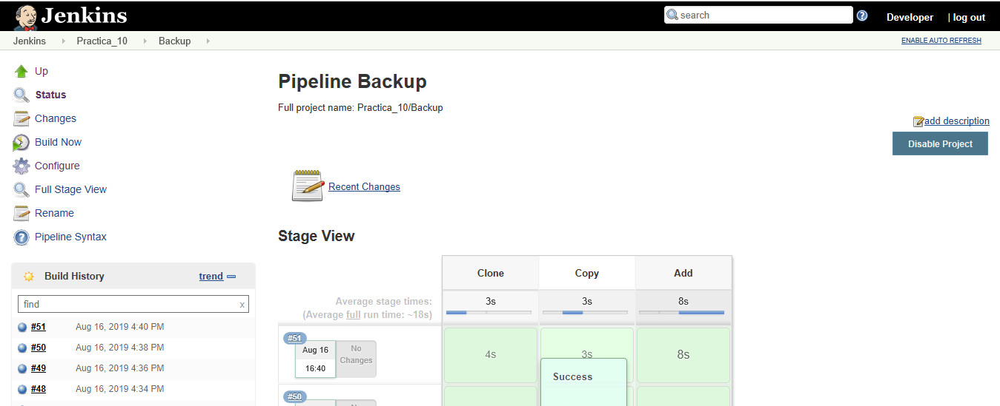 Jenkins
search
?
Developer
| log out
Jenkins
Practica_10
Backup
ENABLE AUTO REFRESH
Up
Status
Changes
Build Now
Configure
Full Stage View
Rename
?
Pipeline Syntax
Pipeline Backup
Full project name: Practica_10/Backup
add description
Disable Project
Recent Changes
Stage View
Build History
trend
find
x
#51 Aug 16, 2019 4:40 PM
#50 Aug 16, 2019 4:38 PM
#49 Aug 16, 2019 4:36 PM
#48 Aug 16, 2019 4:34 PM
Clone Copy Add
Average stage times:
(Average full run time: ~18s)
3s 3s 8s
#51
Aug 16
16:40
No
Changes
4s 3s 8s
Success
#50